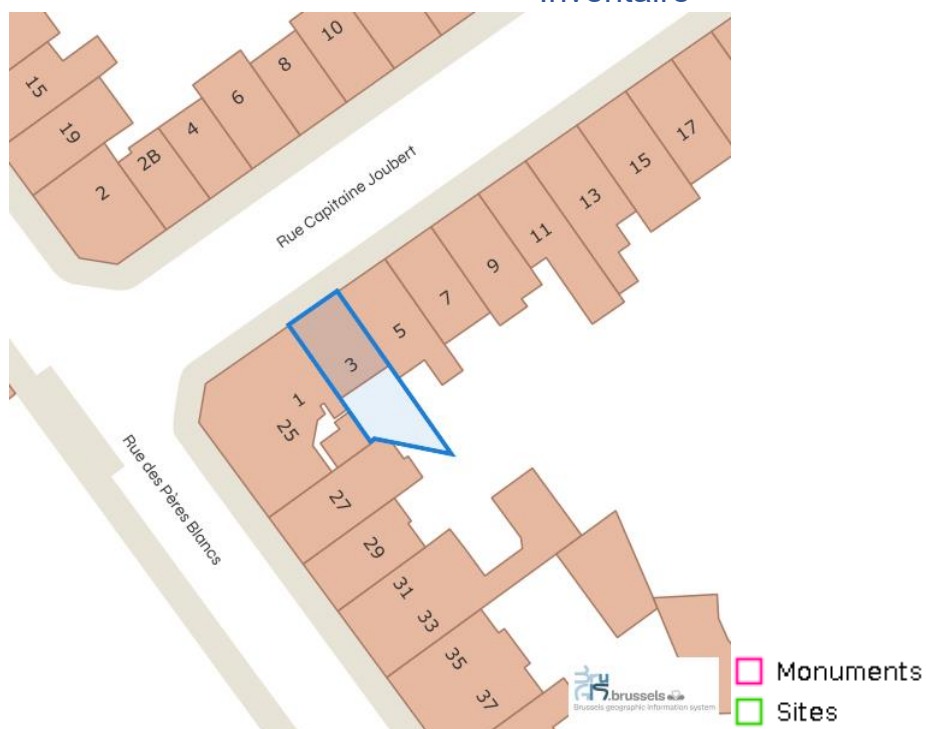 Inventaire
10
8
6
4
2B
2
15
19
Rue Capitaine Joubert
17
15
13
11
9
7
5
3
1
25
Rue des Pères Blancs
27
29
31
33
35
37
.brussels
Brussels geographic information system
Monuments
Sites